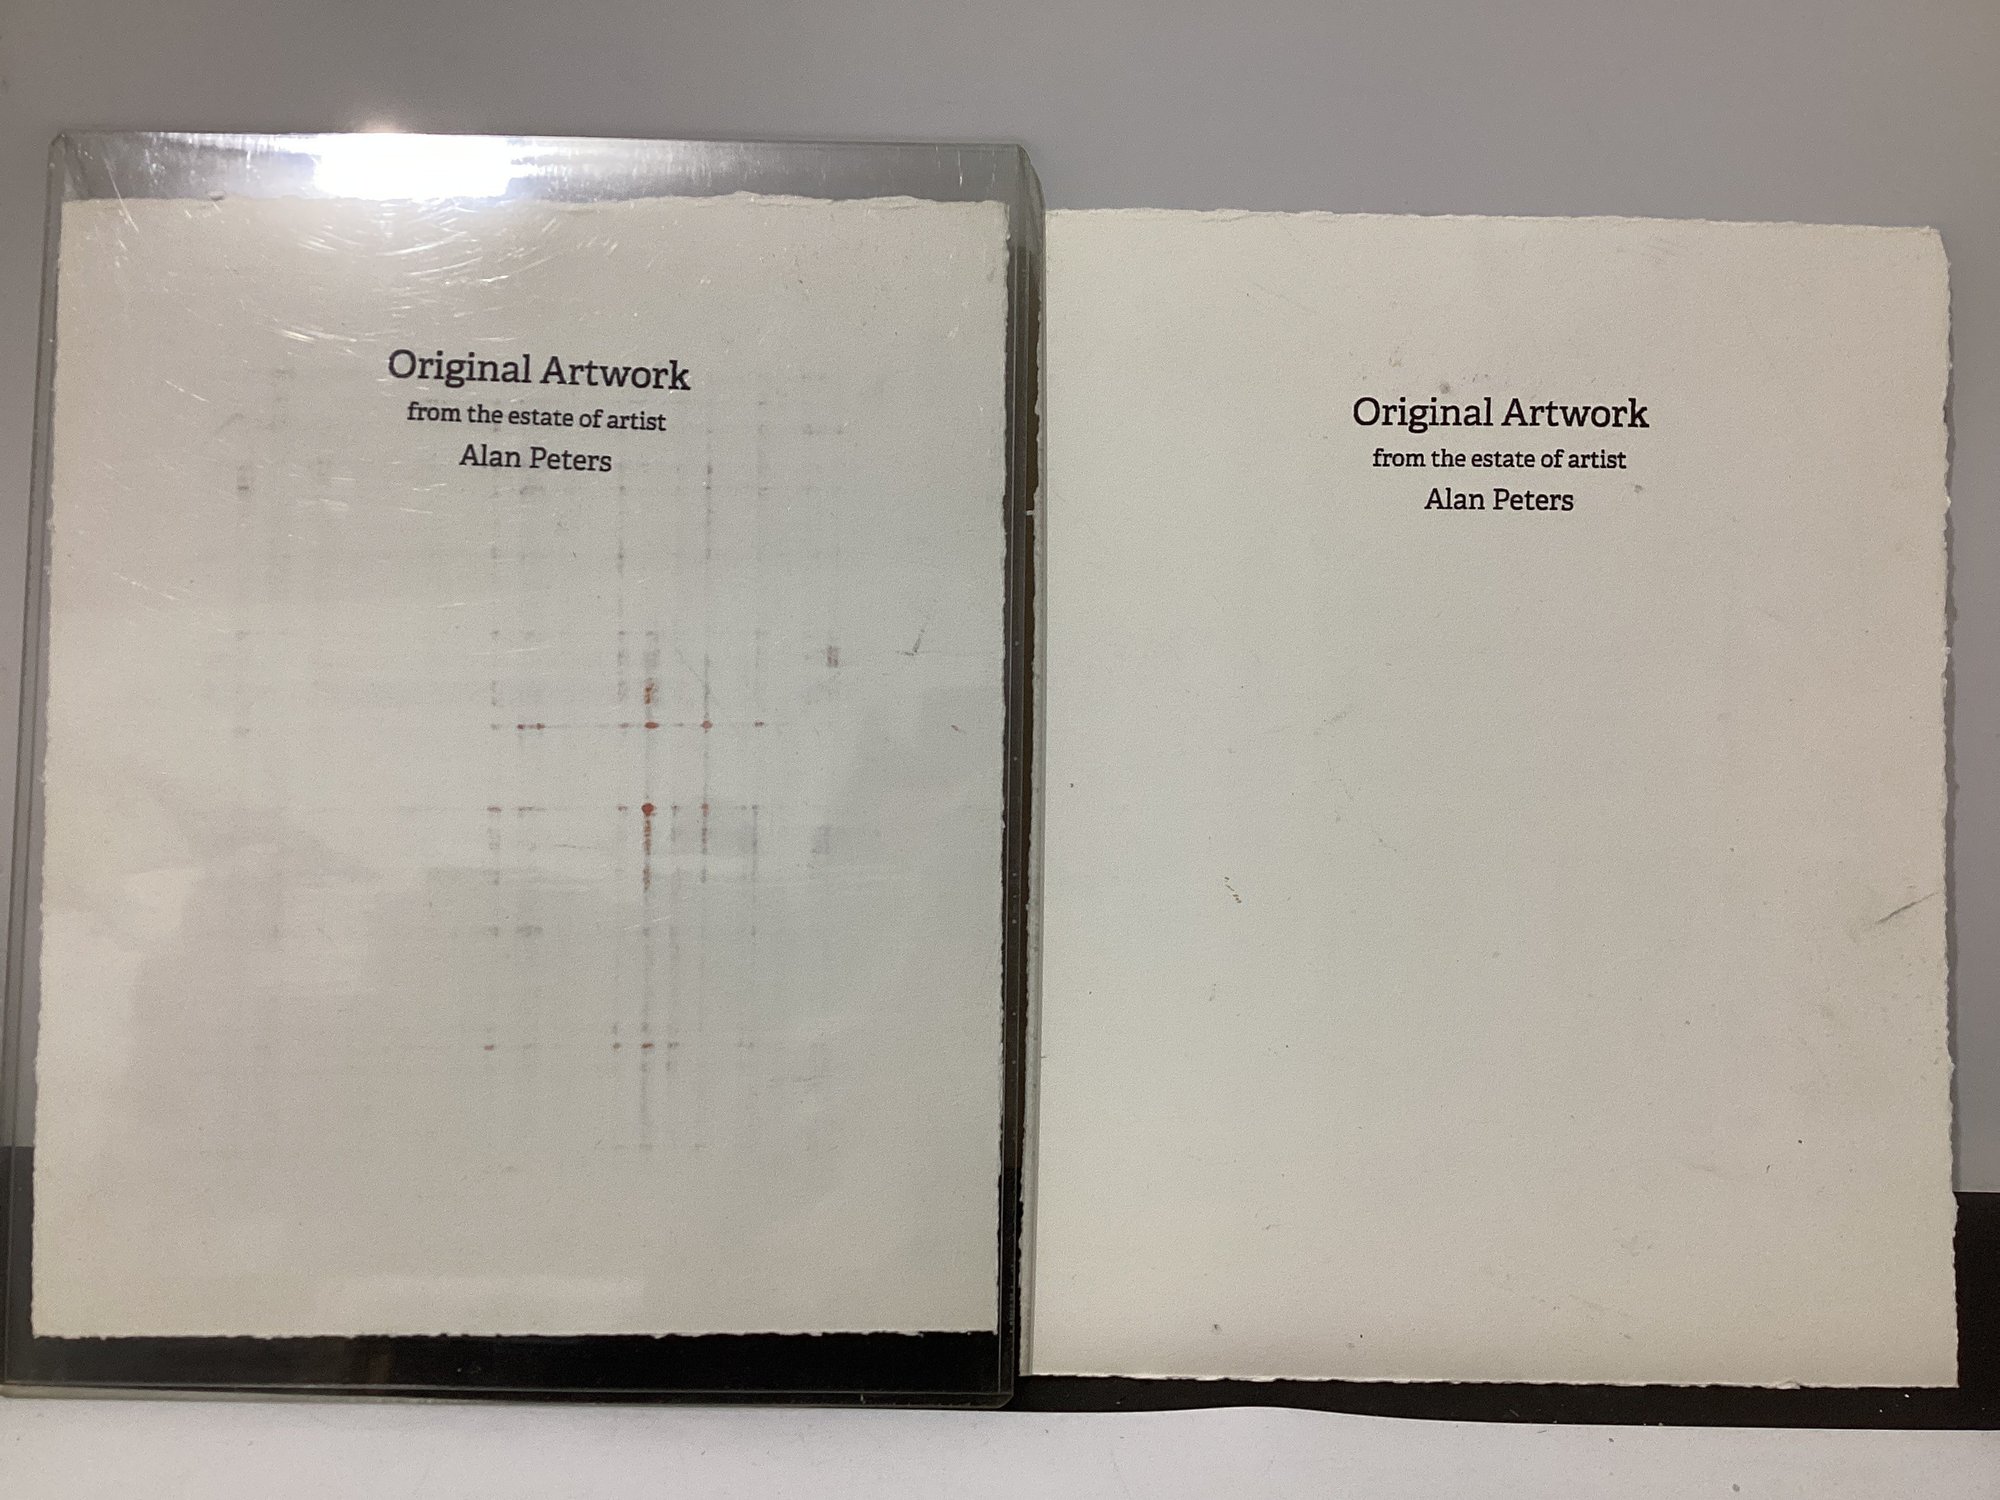 Original Artwork
from the estate of artist
Alan Peters
Original Artwork
from the estate of artist
Alan Peters